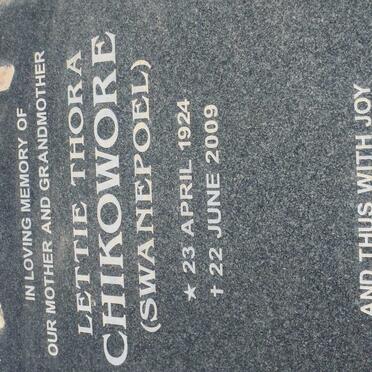 IN LOVING MEMORY OF
OUR MOTHER AND GRANDMOTHER
LETTIE THORA
CHIKOWORE
(SWANEPOEL)
★ 23 APRIL 1924
✝ 22 JUNE 2009
AND THUS WITH JOY